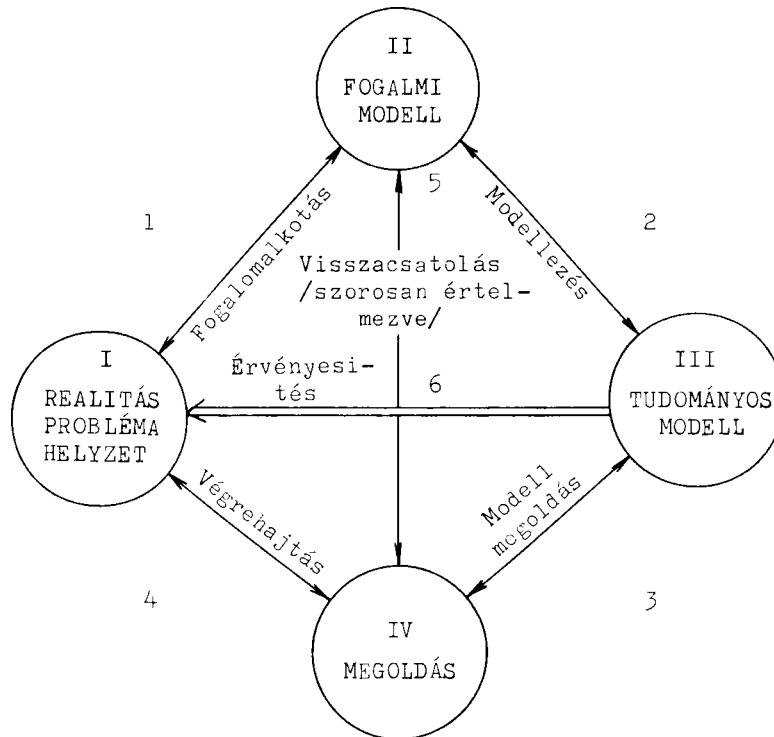 II
FOGALMI
MODELL
1
Fogalomalkotás
5
Modellezés
2
Visszacsatolás
/szorosan értel-
mezve/
I
REALITÁS
PROBLÉMA
HELYZET
Érvényesi-
tés
6
III
TUDOMÁNYOS
MODELL
Végrehajtás
4
Modell
megoldás
3
IV
MEGOLDÁS